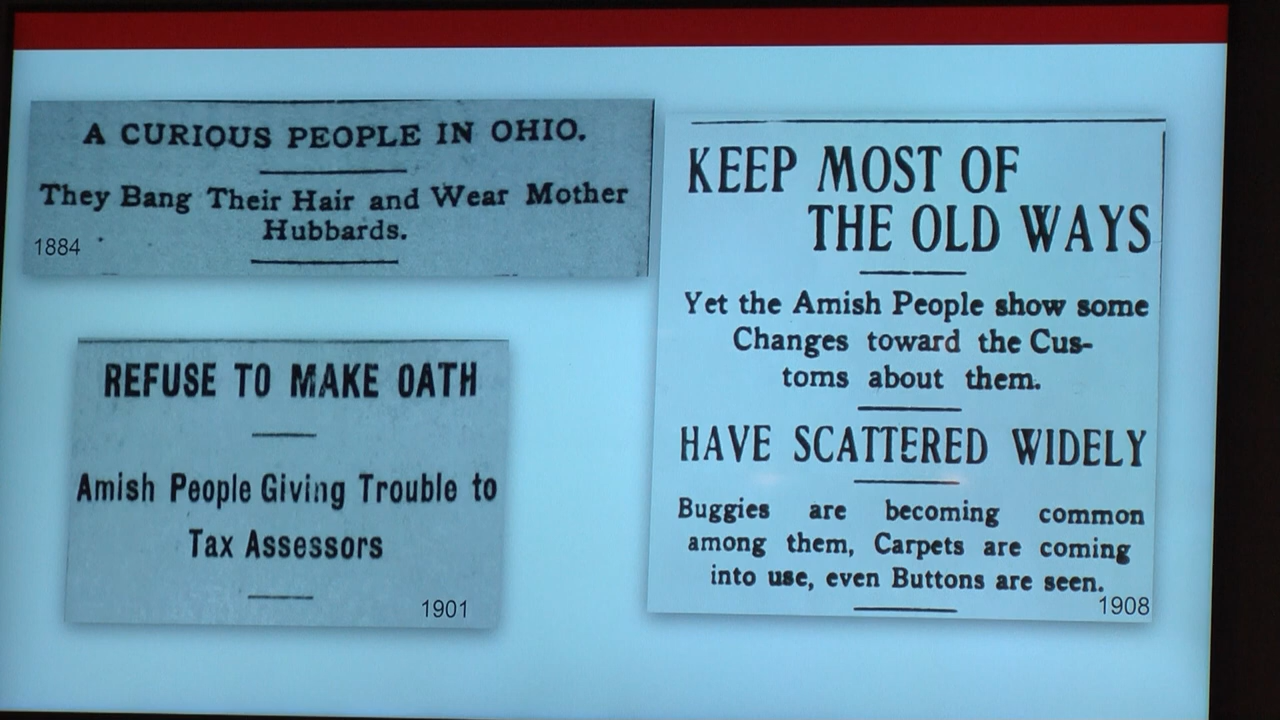 A CURIOUS PEOPLE IN OHIO.
They Bang Their Hair and Wear Mother
Hubbards.
1884
REFUSE TO MAKE OATH
Amish People Giving Trouble to
Tax Assessors
1901
KEEP MOST OF
THE OLD WAYS
Yet the Amish People show some
Changes toward the Cus-
toms about them.
HAVE SCATTERED WIDELY
Buggies are becoming common
among them, Carpets are coming
into use, even Buttons are seen.
1908